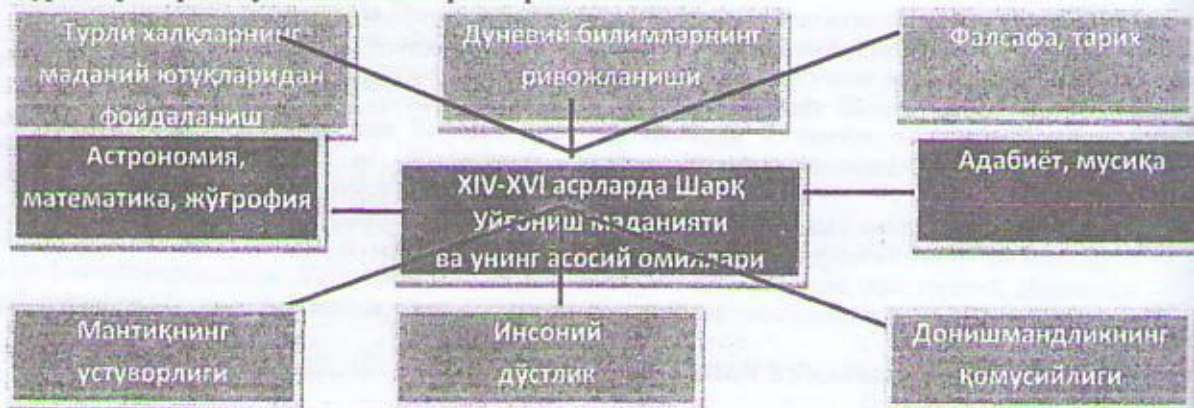 Турли халқларнинг
маданий ютуқларидан
фойдаланиш
Дунёвий билимларнинг
ривожланиши
Фалсафа, тарих
Астрономия,
математика, жўғрофия
XIV-XVI асрларда Шарқ
Уйғониш маданияти
ва унинг асосий омиллари
Адабиёт, мусиқа
Мантиқнинг
устуворлиги
Инсоний
дўстлик
Донишмандликнинг
қомусийлиги